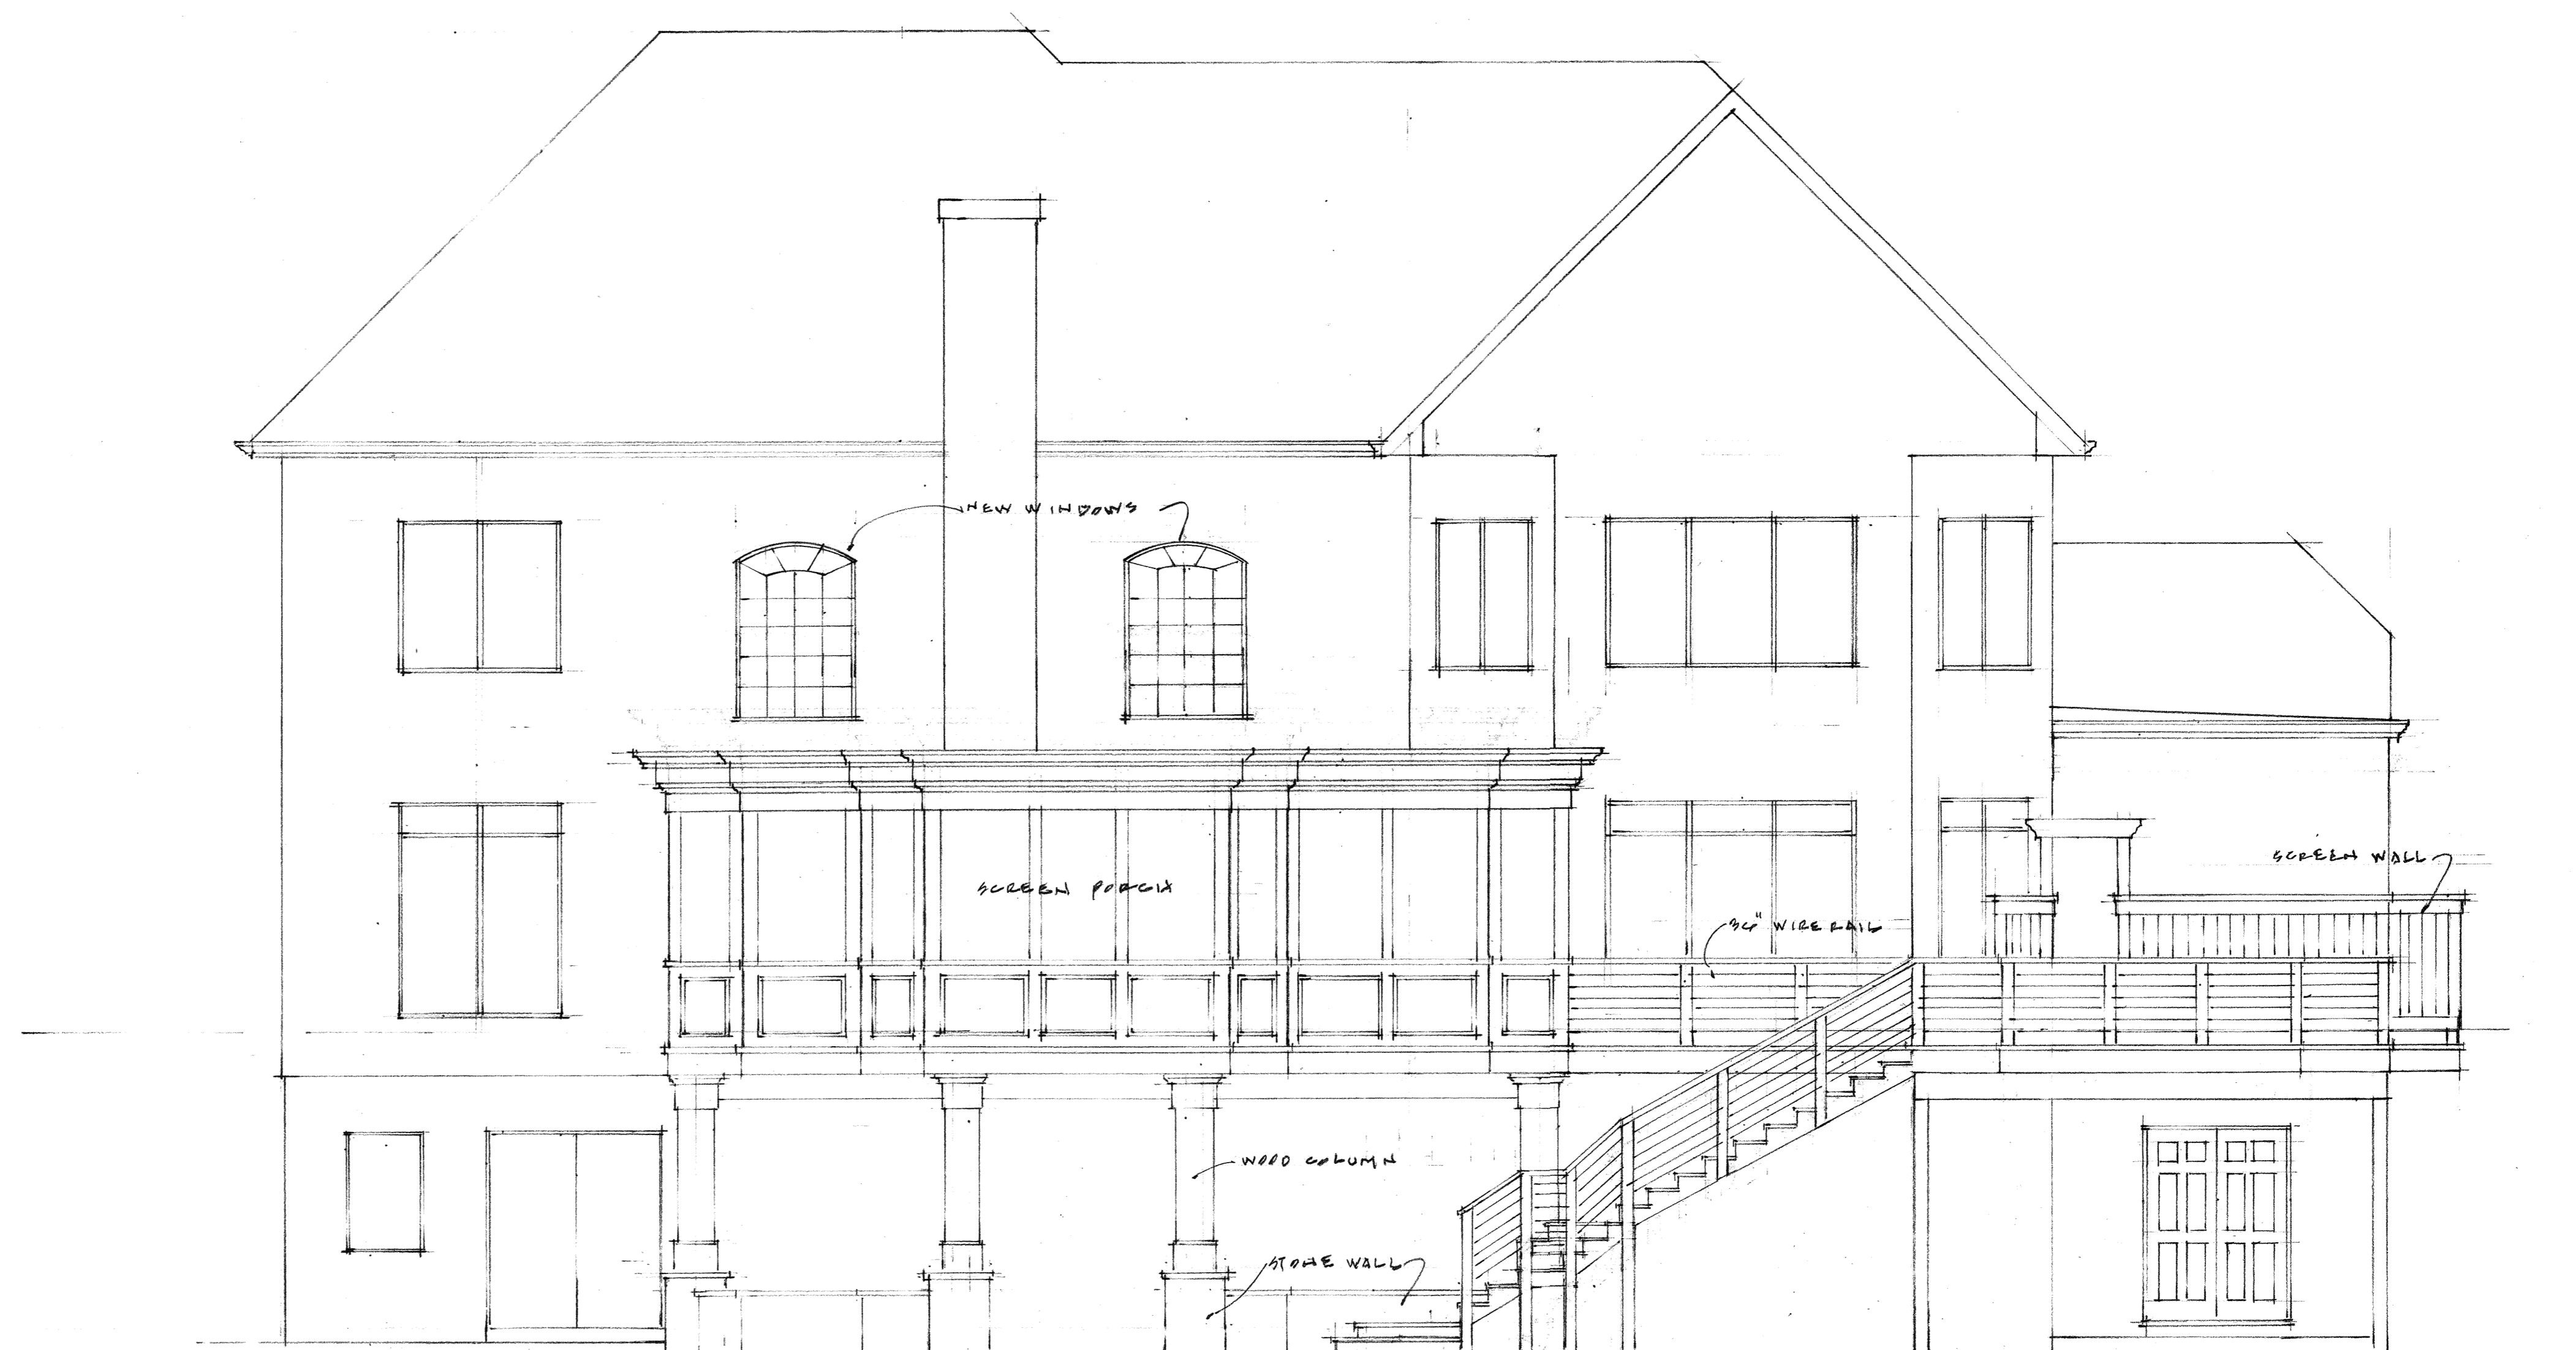 NEW WINDOWS
SCREEN WALL
SCREEN PORCH
36" WIRE RAIL
WOOD COLUMN
STONE WALL